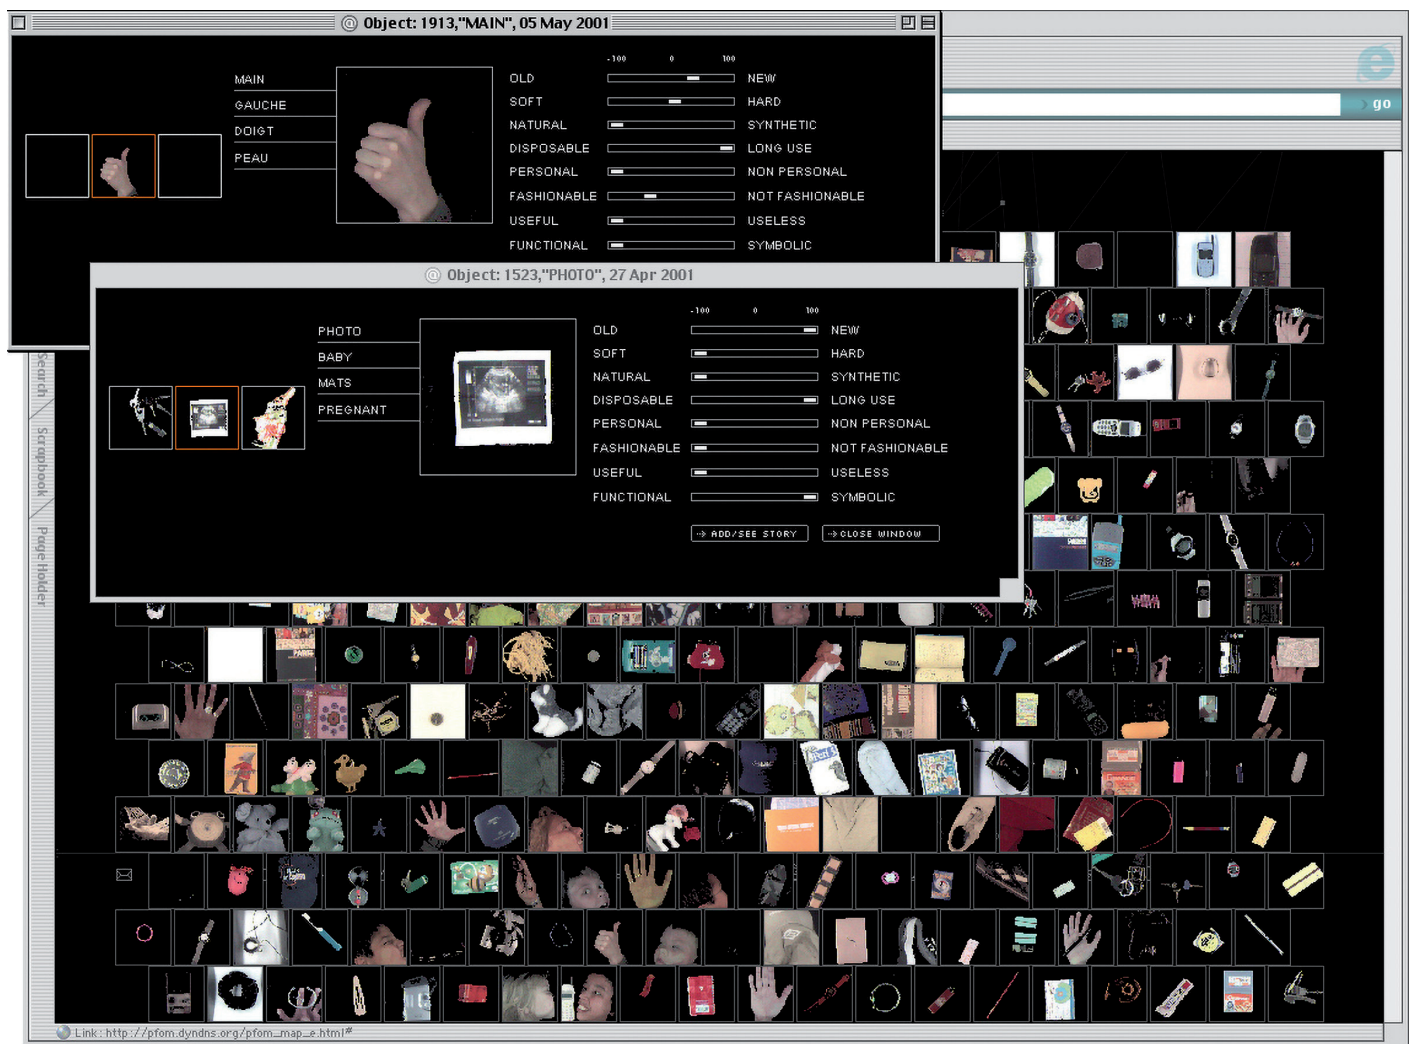 Object: 1913,"MAIN", 05 May 2001
MAIN
GAUCHE
DOIGT
PEAU
-100 0 100
OLD NEW
SOFT HARD
NATURAL SYNTHETIC
DISPOSABLE LONG USE
PERSONAL NON PERSONAL
FASHIONABLE NOT FASHIONABLE
USEFUL USELESS
FUNCTIONAL SYMBOLIC
go
Object: 1523,"PHOTO", 27 Apr 2001
PHOTO
BABY
MATS
PREGNANT
-100 0 100
OLD NEW
SOFT HARD
NATURAL SYNTHETIC
DISPOSABLE LONG USE
PERSONAL NON PERSONAL
FASHIONABLE NOT FASHIONABLE
USEFUL USELESS
FUNCTIONAL SYMBOLIC
ADD/SEE STORY CLOSE WINDOW
Search
Scrapbook
Page Holder
Link: http://pfom.dyndns.org/pfom_map_e.html#